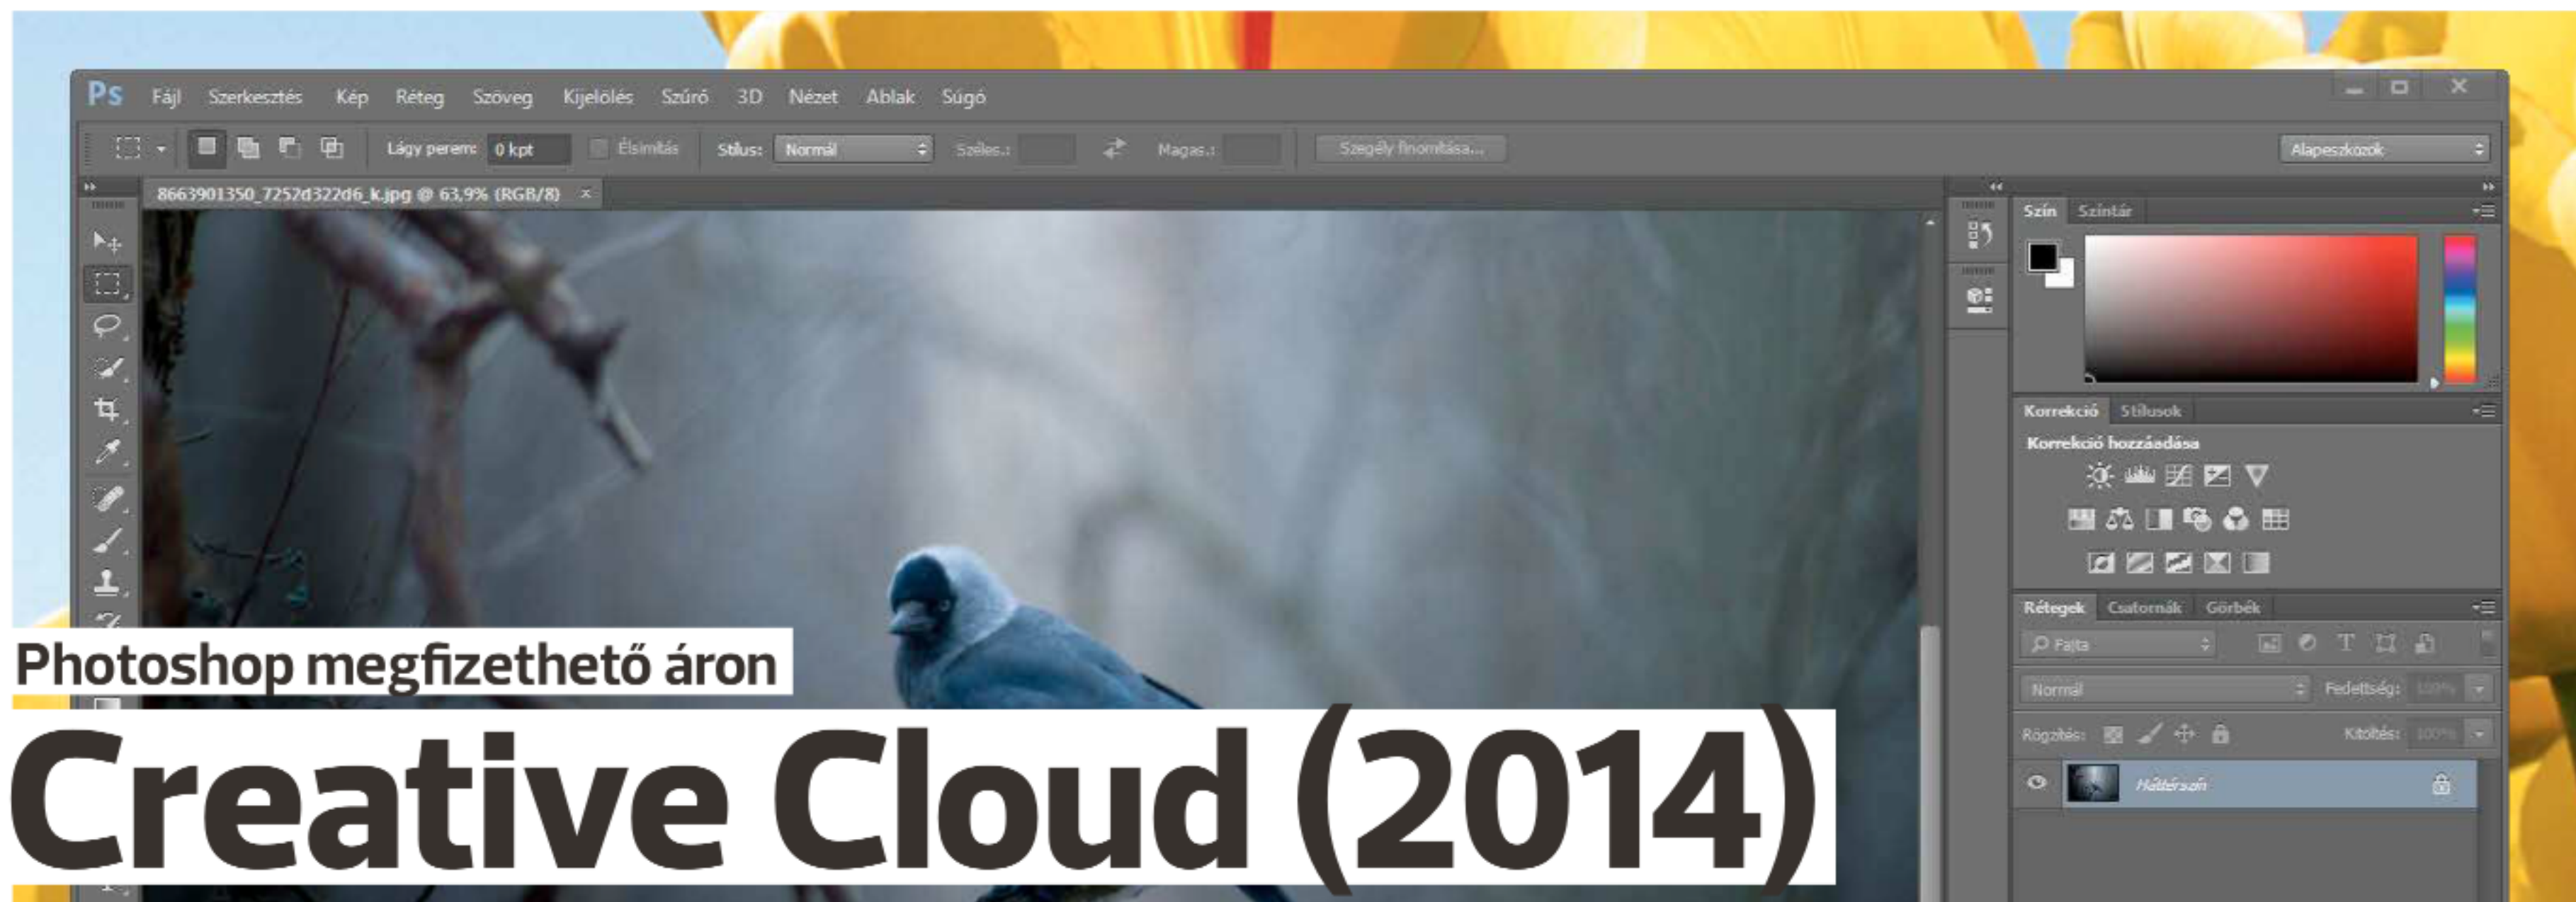 Ps Fájl Szerkesztés Kép Réteg Szöveg Kijelölés Szűrő 3D Nézet Ablak Súgó
Lágy perem: 0 kpt Élsimítás Stílus: Normál Széles.: Magas.: Szegély finomítása... Alapeszközök
8663901350_7252d322d6_k.jpg @ 63,9% (RGB/8)
Szín Színtár
Korrekció Stílusok
Korrekció hozzáadása
Rétegek Csatornák Görbék
Fajta
Normál Fedettség: 100%
Rögzítés: Kitöltés: 100%
Háttérszín
Photoshop megfizethető áron
Creative Cloud (2014)